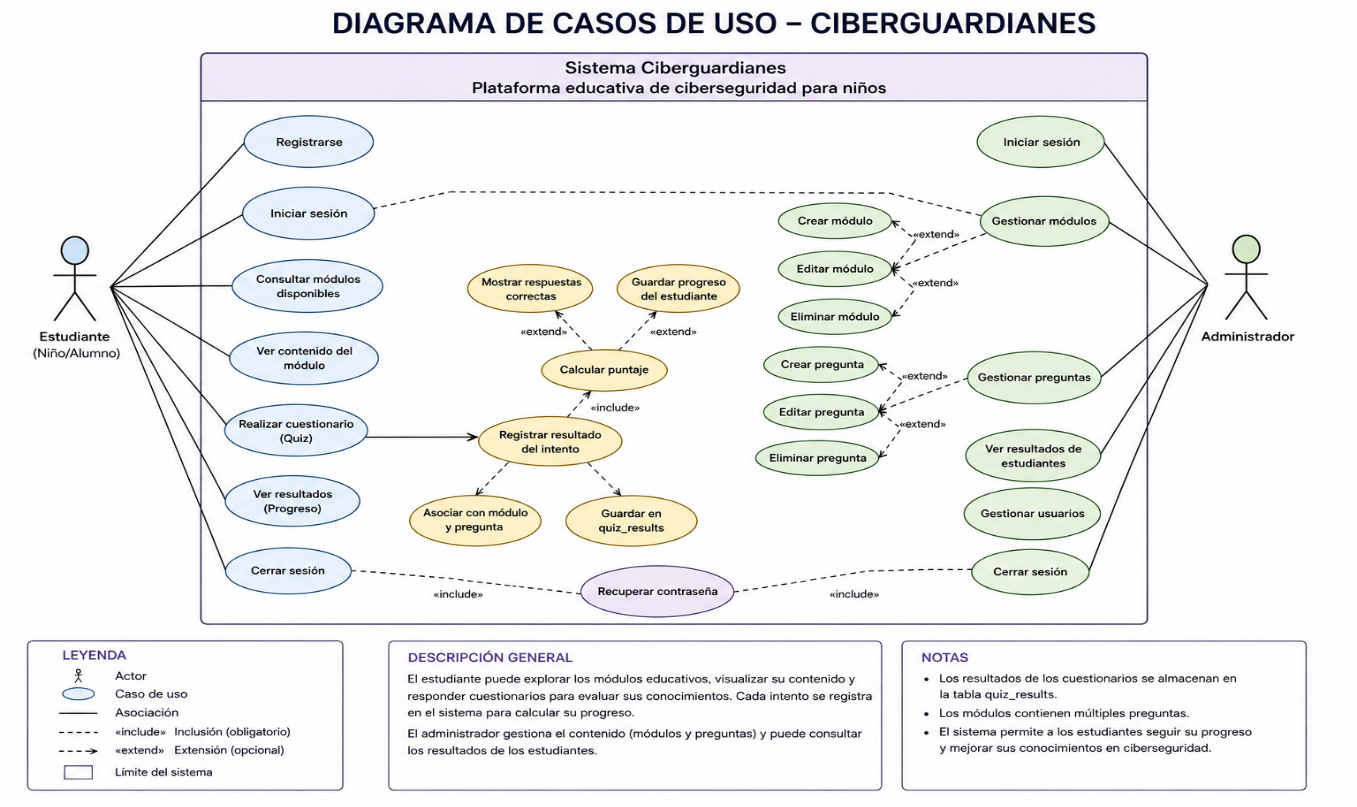 DIAGRAMA DE CASOS DE USO – CIBERGUARDIANES
Sistema Ciberguardianes
Plataforma educativa de ciberseguridad para niños
Estudiante
(Niño/Alumno)
Registrarse
Iniciar sesión
Consultar módulos
disponibles
Ver contenido del
módulo
Realizar cuestionario
(Quiz)
Ver resultados
(Progreso)
Cerrar sesión
Mostrar respuestas
correctas
Guardar progreso
del estudiante
«extend»
«extend»
Calcular puntaje
«include»
Registrar resultado
del intento
Asociar con módulo
y pregunta
Guardar en
quiz_results
«include»
Recuperar contraseña
«include»
Crear módulo
«extend»
Editar módulo
«extend»
Eliminar módulo
Crear pregunta
«extend»
Editar pregunta
«extend»
Eliminar pregunta
Iniciar sesión
Gestionar módulos
Gestionar preguntas
Ver resultados de
estudiantes
Gestionar usuarios
Cerrar sesión
Administrador
LEYENDA
Actor
Caso de uso
Asociación
«include» Inclusión (obligatorio)
«extend» Extensión (opcional)
Límite del sistema
DESCRIPCIÓN GENERAL
El estudiante puede explorar los módulos educativos, visualizar su contenido y
responder cuestionarios para evaluar sus conocimientos. Cada intento se registra
en el sistema para calcular su progreso.
El administrador gestiona el contenido (módulos y preguntas) y puede consultar
los resultados de los estudiantes.
NOTAS
• Los resultados de los cuestionarios se almacenan en
la tabla quiz_results.
• Los módulos contienen múltiples preguntas.
• El sistema permite a los estudiantes seguir su progreso
y mejorar sus conocimientos en ciberseguridad.